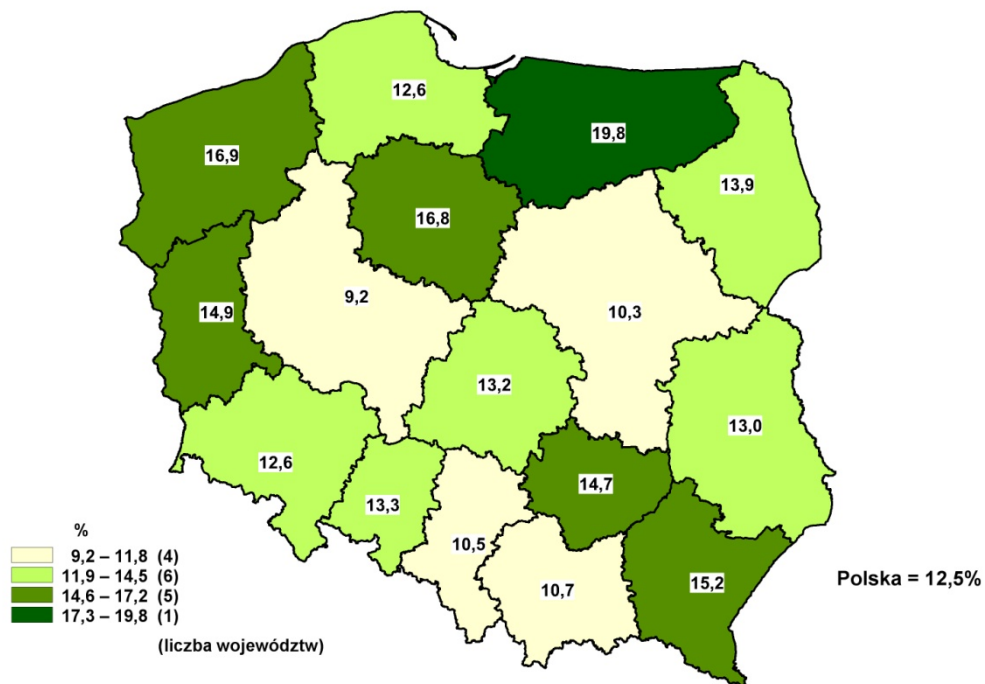 12,6
19,8
16,9
13,9
16,8
9,2
10,3
14,9
13,2
13,0
12,6
14,7
13,3
10,5
15,2
10,7
%
9,2 – 11,8 (4)
11,9 – 14,5 (6)
14,6 – 17,2 (5)
17,3 – 19,8 (1)
(liczba województw)
Polska = 12,5%